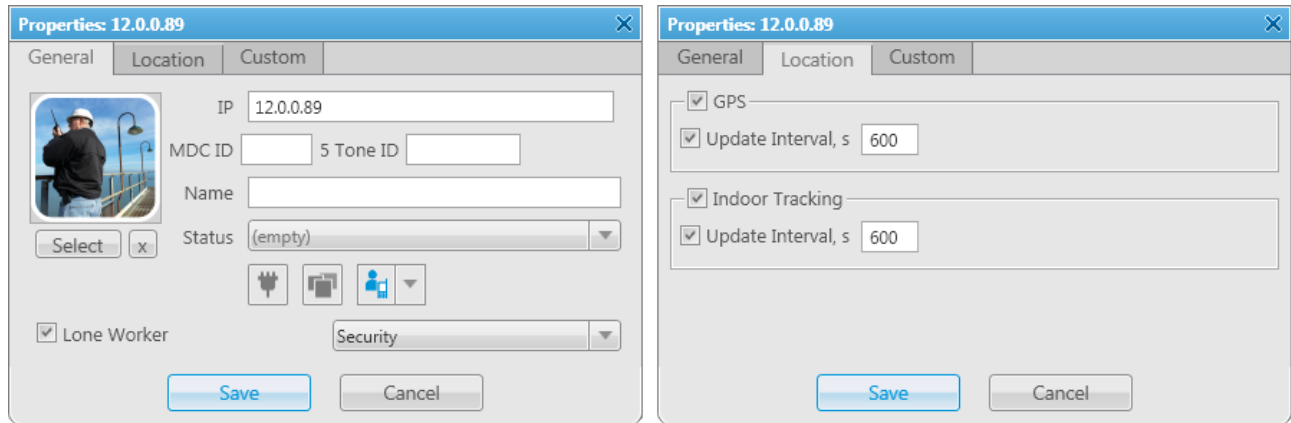 Properties: 12.0.0.89
General Location Custom
IP 12.0.0.89
MDC ID 5 Tone ID
Name
Select x Status (empty)
Lone Worker Security
Save Cancel
Properties: 12.0.0.89
General Location Custom
GPS
Update Interval, s 600
Indoor Tracking
Update Interval, s 600
Save Cancel